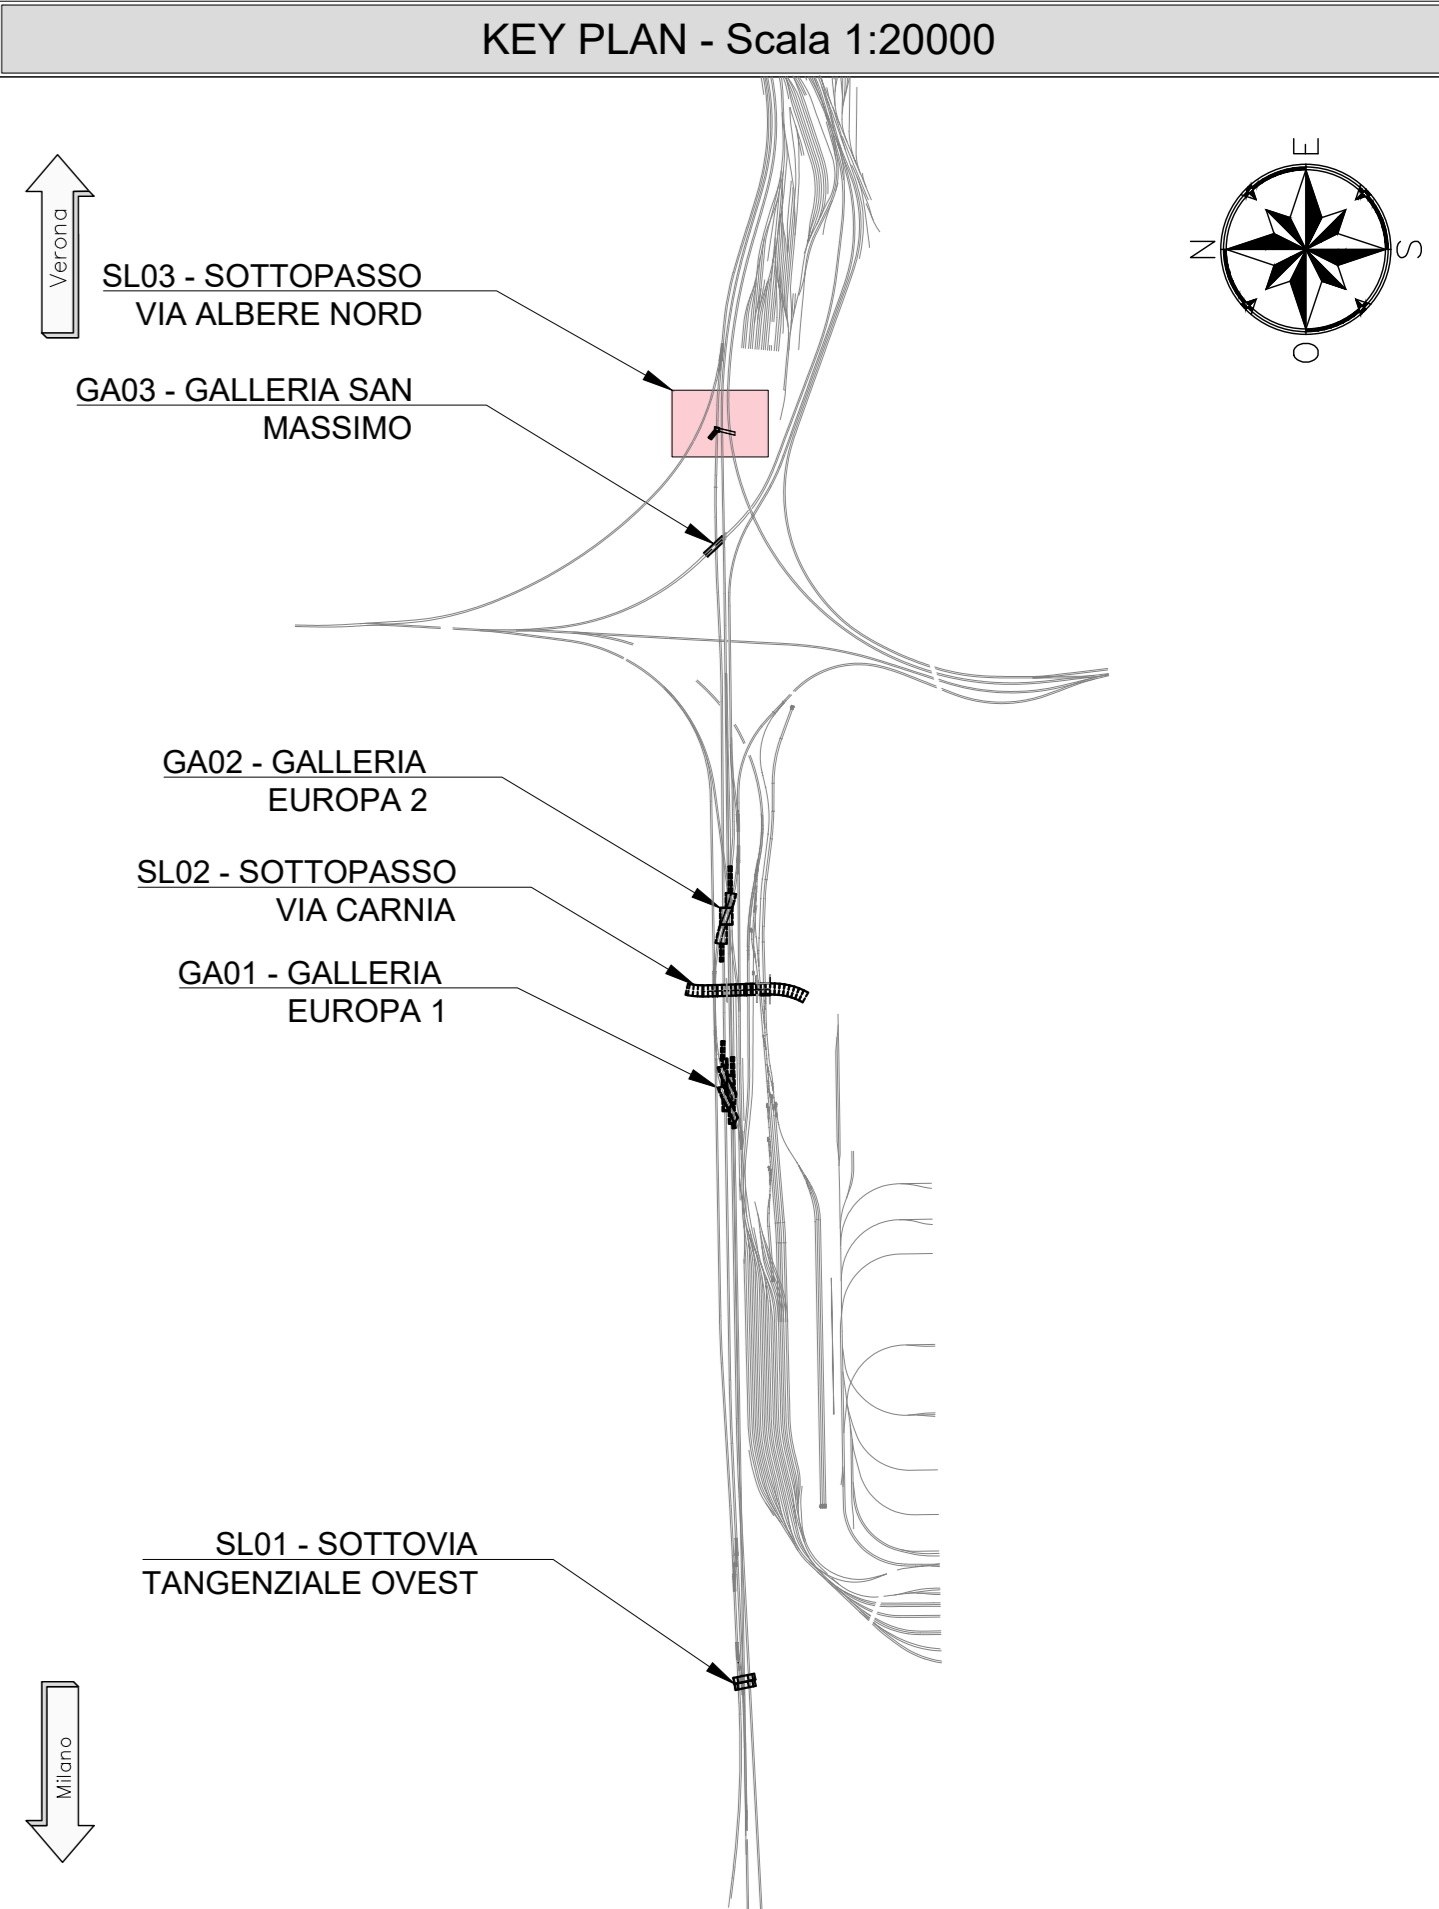 KEY PLAN - Scala 1:20000
E
N
S
O
Verona
SL03 - SOTTOPASSO
VIA ALBERE NORD
GA03 - GALLERIA SAN
MASSIMO
GA02 - GALLERIA
EUROPA 2
SL02 - SOTTOPASSO
VIA CARNIA
GA01 - GALLERIA
EUROPA 1
SL01 - SOTTOVIA
TANGENZIALE OVEST
Milano